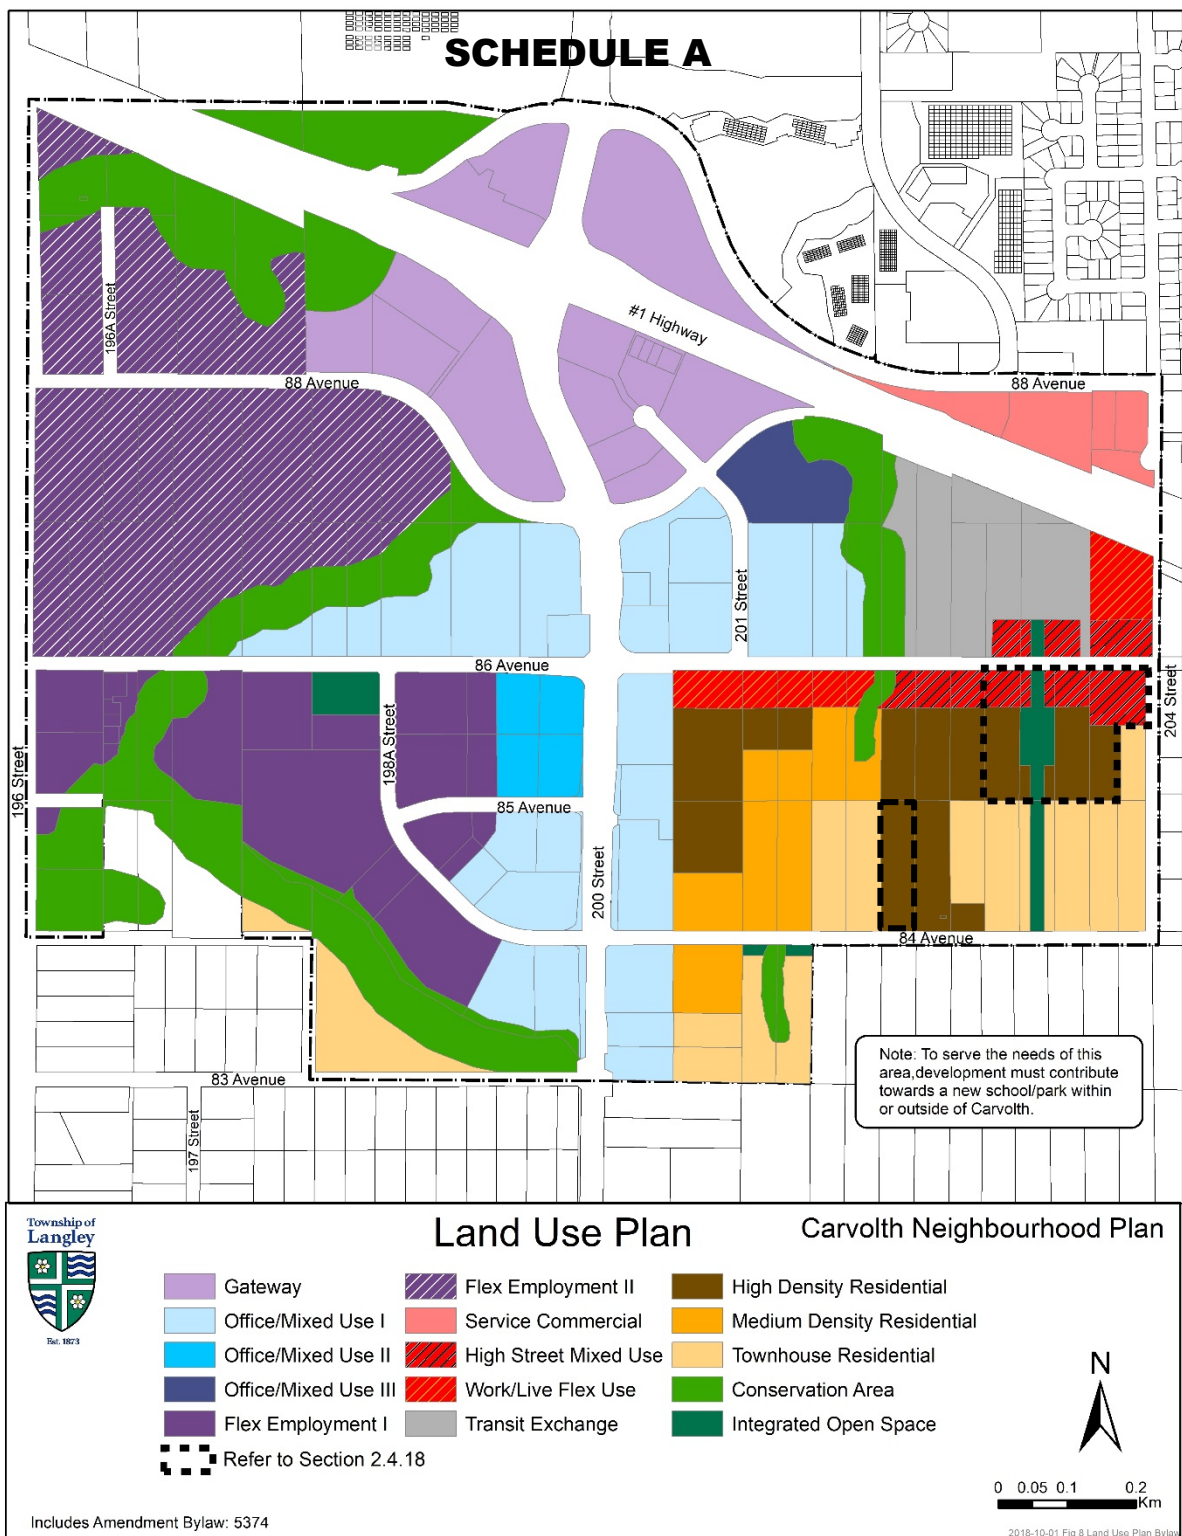 SCHEDULE A
#1 Highway
196A Street
88 Avenue
88 Avenue
201 Street
86 Avenue
204 Street
198A Street
196 Street
85 Avenue
200 Street
84 Avenue
Note: To serve the needs of this
area,development must contribute
towards a new school/park within
or outside of Carvolth.
83 Avenue
197 Street
Township of
Langley
Est. 1873
Land Use Plan
Carvolth Neighbourhood Plan
Gateway
Office/Mixed Use I
Office/Mixed Use II
Office/Mixed Use III
Flex Employment I
Refer to Section 2.4.18
Flex Employment II
Service Commercial
High Street Mixed Use
Work/Live Flex Use
Transit Exchange
High Density Residential
Medium Density Residential
Townhouse Residential
Conservation Area
Integrated Open Space
N
0 0.05 0.1 0.2
Km
Includes Amendment Bylaw: 5374
2018-10-01 Fig 8 Land Use Plan Bylaw